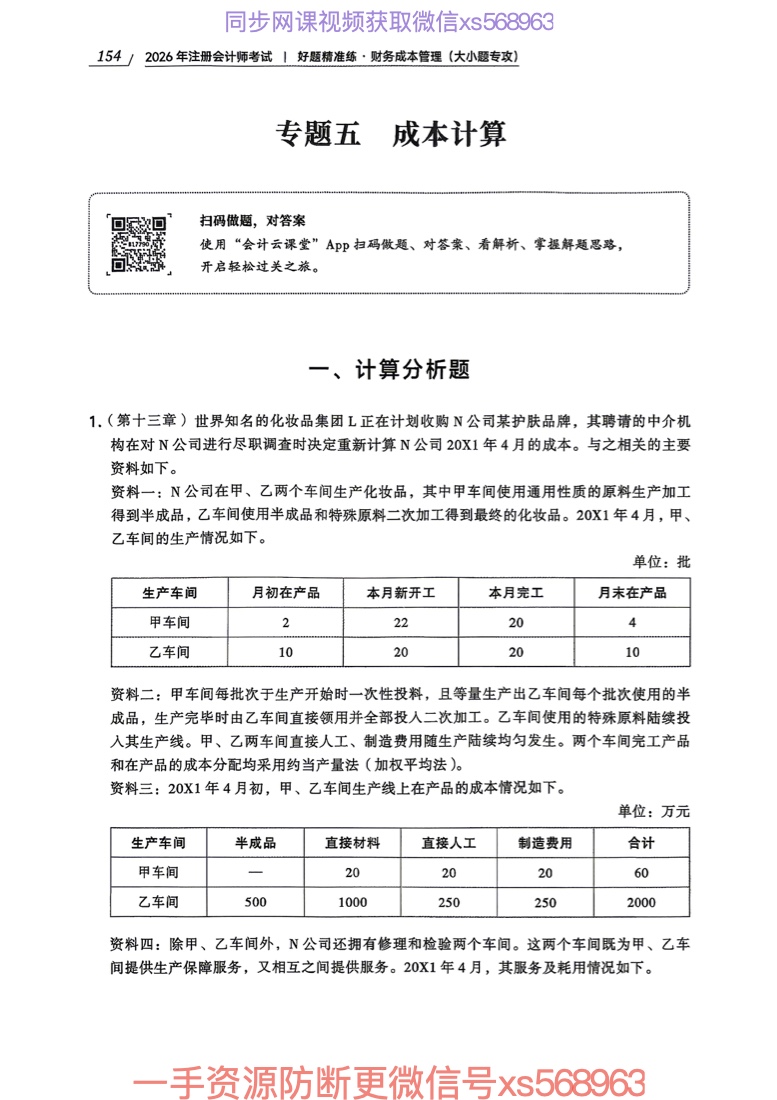 同步网课视频获取微信xs568963
154 / 2026 年注册会计师考试 | 好题精准练·财务成本管理（大小题专攻）
专题五 成本计算
扫码做题，对答案
使用“会计云课堂”App 扫码做题、对答案、看解析、掌握解题思路，
开启轻松过关之旅。
817790
一、计算分析题
1.（第十三章）世界知名的化妆品集团 L 正在计划收购 N 公司某护肤品牌，其聘请的中介机
构在对 N 公司进行尽职调查时决定重新计算 N 公司 20X1 年 4 月的成本。与之相关的主要
资料如下。
资料一：N 公司在甲、乙两个车间生产化妆品，其中甲车间使用通用性质的原料生产加工
得到半成品，乙车间使用半成品和特殊原料二次加工得到最终的化妆品。20X1 年 4 月，甲、
乙车间的生产情况如下。
单位：批
生产车间 月初在产品 本月新开工 本月完工 月末在产品
甲车间 2 22 20 4
乙车间 10 20 20 10
资料二：甲车间每批次于生产开始时一次性投料，且等量生产出乙车间每个批次使用的半
成品，生产完毕时由乙车间直接领用并全部投入二次加工。乙车间使用的特殊原料陆续投
入其生产线。甲、乙两车间直接人工、制造费用随生产陆续均匀发生。两个车间完工产品
和在产品的成本分配均采用约当产量法（加权平均法）。
资料三：20X1 年 4 月初，甲、乙车间生产线上在产品的成本情况如下。
单位：万元
生产车间 半成品 直接材料 直接人工 制造费用 合计
甲车间 — 20 20 20 60
乙车间 500 1000 250 250 2000
资料四：除甲、乙车间外，N 公司还拥有修理和检验两个车间。这两个车间既为甲、乙车
间提供生产保障服务，又相互之间提供服务。20X1 年 4 月，其服务及耗用情况如下。
一手资源防断更微信号xs568963